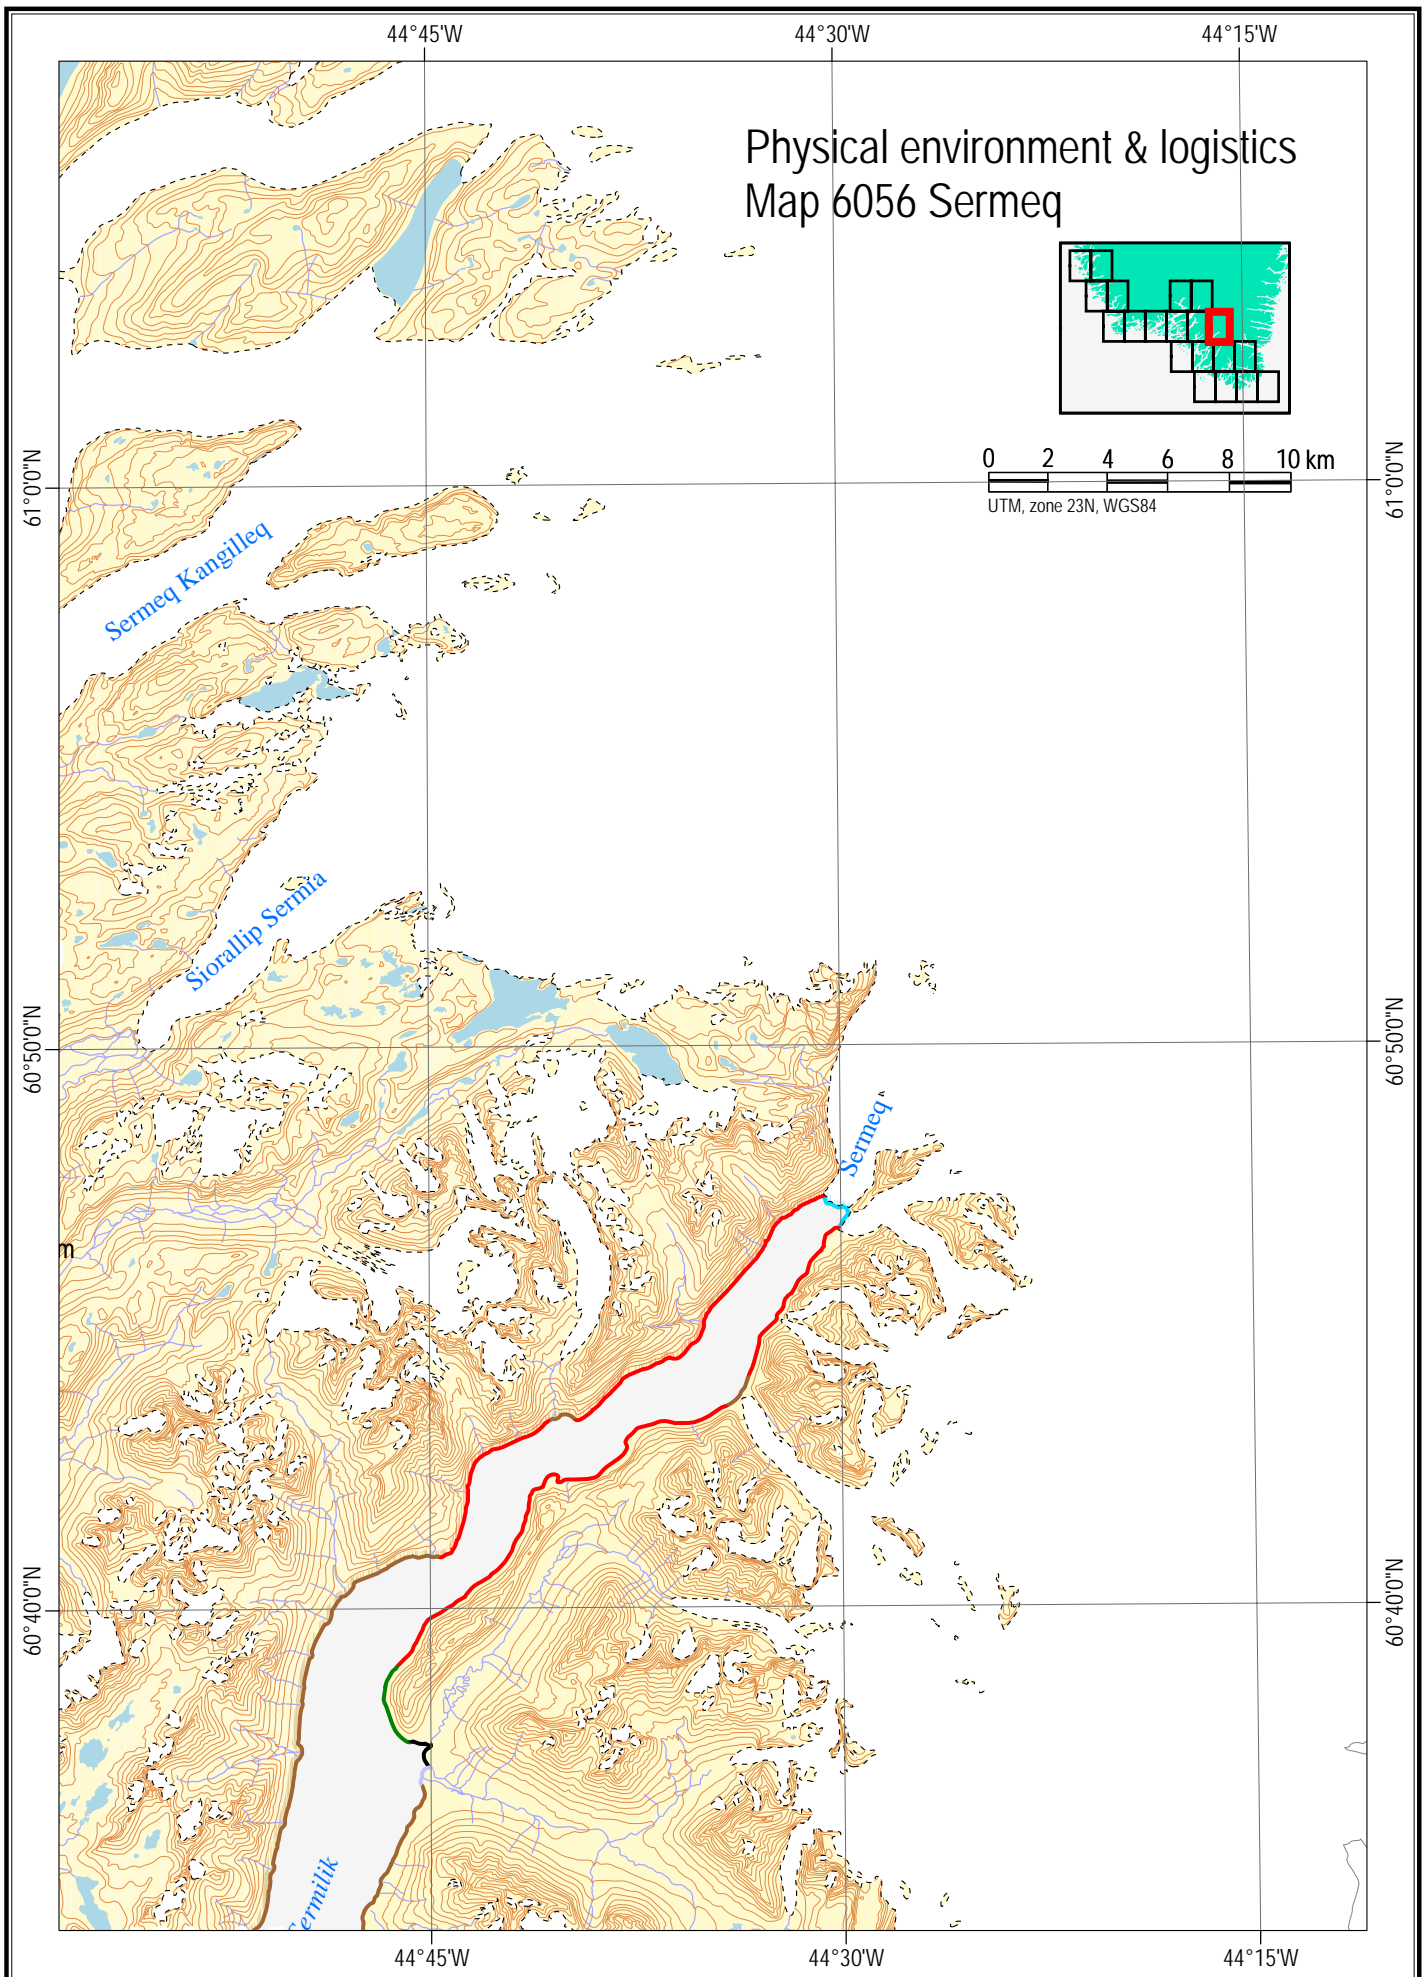 44°45'W
44°30'W
44°15'W
Physical environment & logistics
Map 6056 Sermeq
0 2 4 6 8 10 km
UTM, zone 23N, WGS84
61°0'0"N
61°0'0"N
Sermeq Kangilleq
Siorallip Sermia
60°50'0"N
60°50'0"N
Sermeq
m
60°40'0"N
60°40'0"N
ermilik
44°45'W
44°30'W
44°15'W